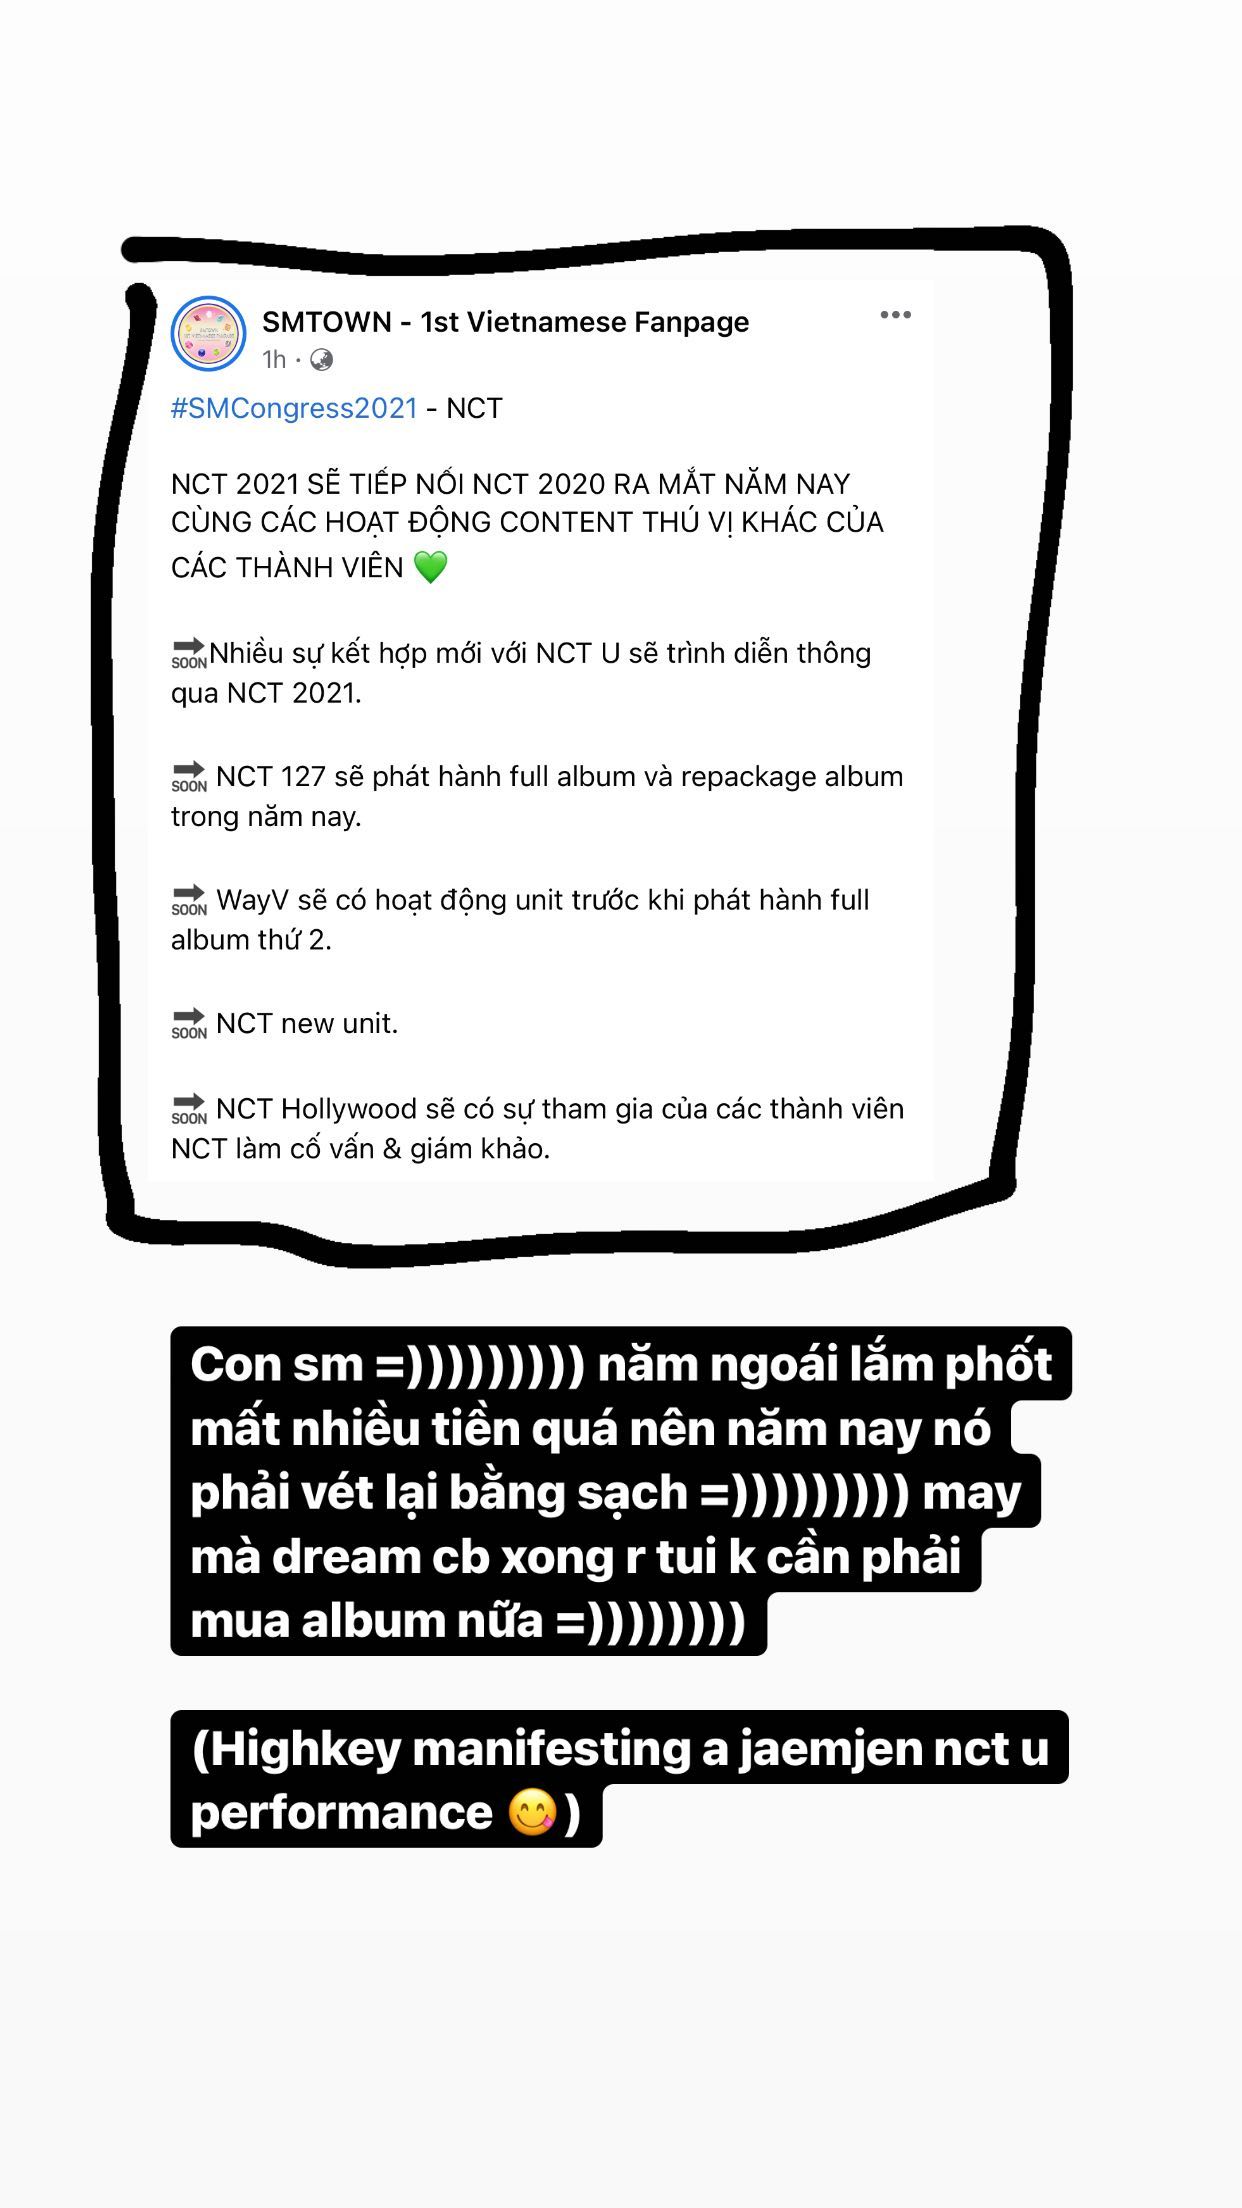 SMTOWN - 1st Vietnamese Fanpage
1h ·
#SMCongress2021 - NCT
NCT 2021 SẼ TIẾP NỐI NCT 2020 RA MẮT NĂM NAY
CÙNG CÁC HOẠT ĐỘNG CONTENT THÚ VỊ KHÁC CỦA
CÁC THÀNH VIÊN 💚
🔜Nhiều sự kết hợp mới với NCT U sẽ trình diễn thông
qua NCT 2021.
🔜 NCT 127 sẽ phát hành full album và repackage album
trong năm nay.
🔜 WayV sẽ có hoạt động unit trước khi phát hành full
album thứ 2.
🔜 NCT new unit.
🔜 NCT Hollywood sẽ có sự tham gia của các thành viên
NCT làm cố vấn & giám khảo.
Con sm =))))))))) năm ngoái lắm phốt
mất nhiều tiền quá nên năm nay nó
phải vét lại bằng sạch =))))))))) may
mà dream cb xong r tui k cần phải
mua album nữa =))))))))
(Highkey manifesting a jaemjen nct u
performance 😋)